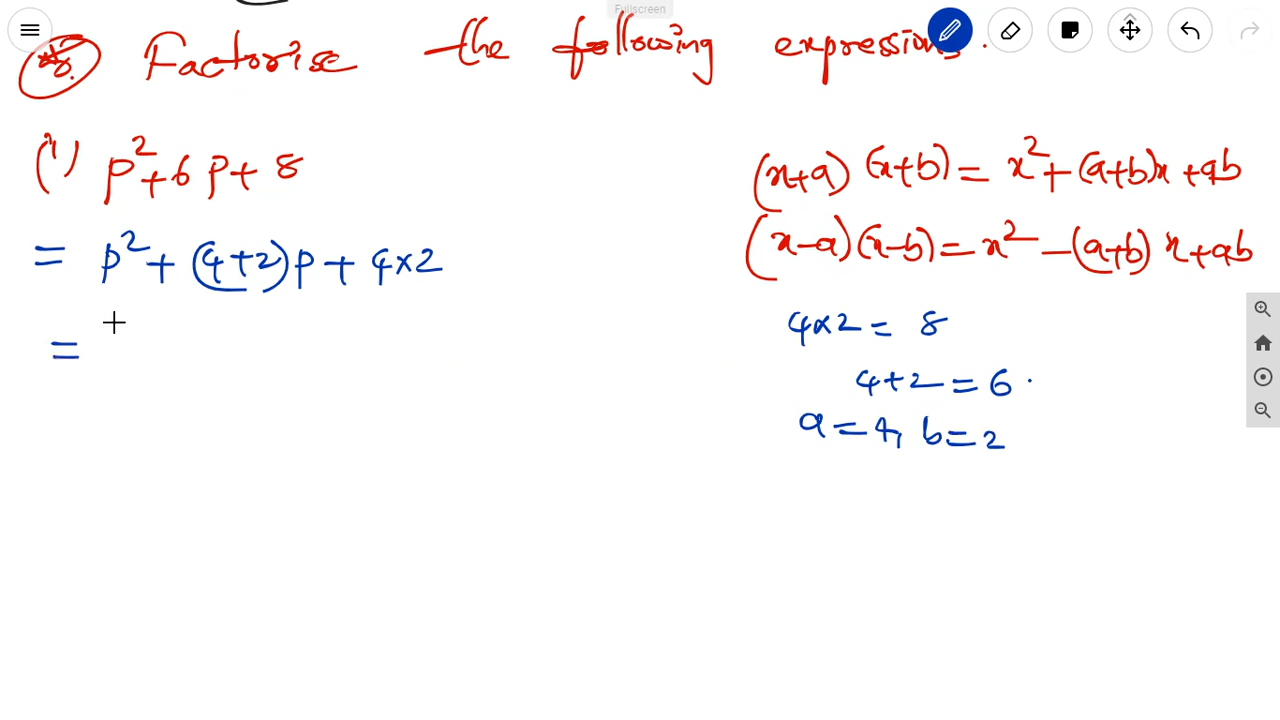 Fullscreen
Factorise the following expressions.
(i) p²+6p+8
= p²+(4+2)p+4×2
=
(x+a)(x+b)=x²+(a+b)x+ab
(x-a)(x-b)=x²-(a+b)x+ab
4×2=8
4+2=6.
a=4, b=2